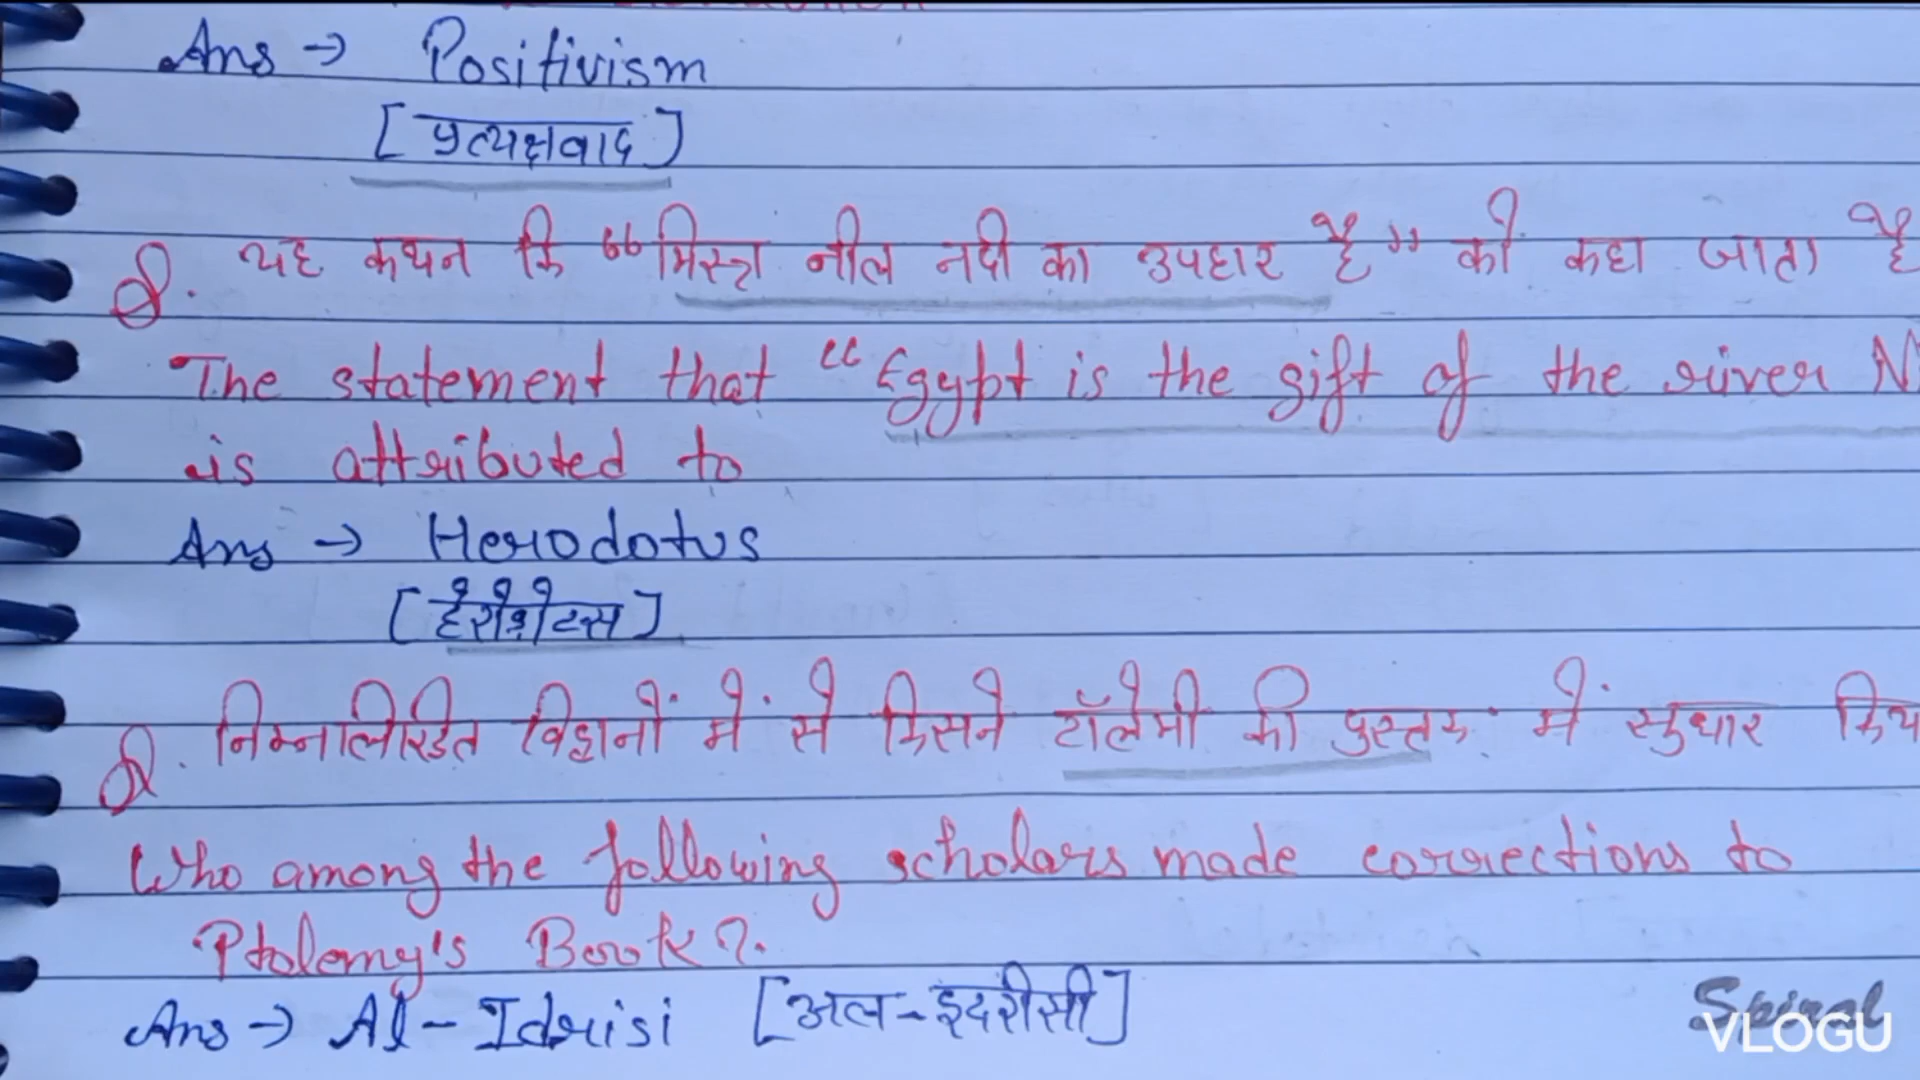 Ans → Positivism
[प्रत्यक्षवाद]
Q. यह कथन कि "मिस्त्र नील नदी का उपहार है" को कहा जाता है
The statement that "Egypt is the gift of the river
is attributed to
Ans → Herodotus
[हेरोडोटस]
Q. निम्नलिखित विद्वानों में से किसने टॉलेमी की पुस्तक में सुधार
Who among the following scholars made corrections to
Ptolemy's Book?.
Ans → Al-Idrisi [अल-इदरीसी]
Spiral
VLOGU